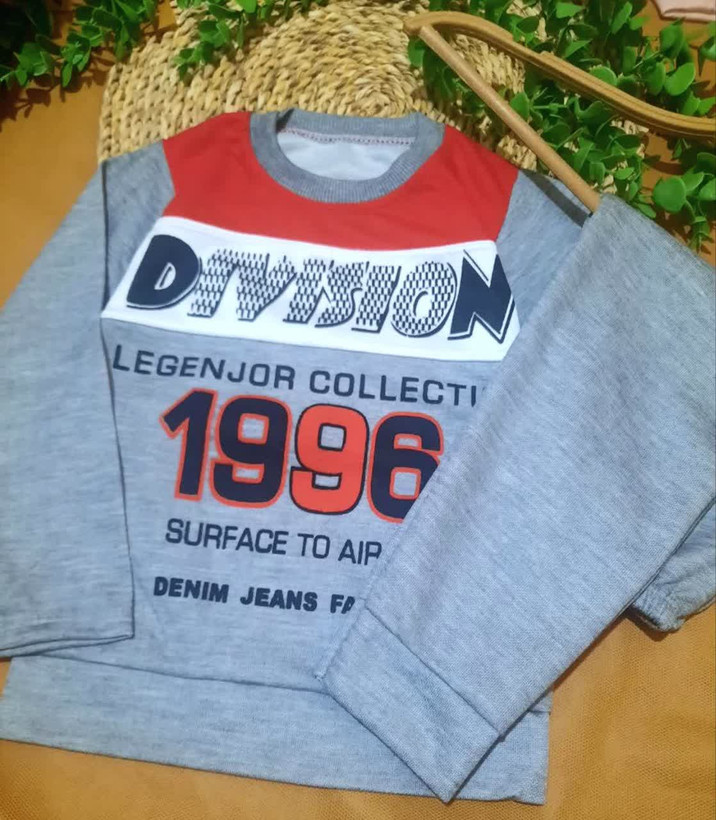 DIVISION
LEGENJOR COLLECTI
1996
SURFACE TO AIR
DENIM JEANS FA